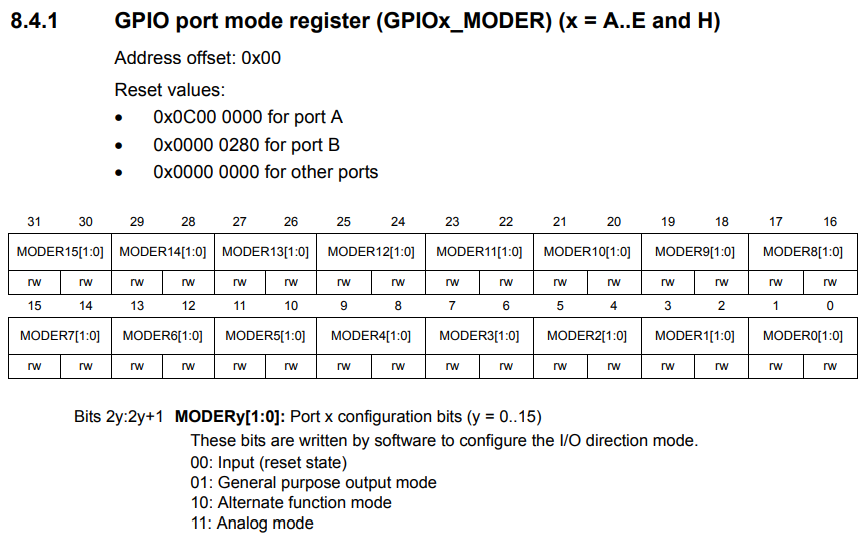 8.4.1 GPIO port mode register (GPIOx_MODER) (x = A..E and H)
Address offset: 0x00
Reset values:
• 0x0C00 0000 for port A
• 0x0000 0280 for port B
• 0x0000 0000 for other ports
31 30 29 28 27 26 25 24 23 22 21 20 19 18 17 16
MODER15[1:0] MODER14[1:0] MODER13[1:0] MODER12[1:0] MODER11[1:0] MODER10[1:0] MODER9[1:0] MODER8[1:0]
rw rw rw rw rw rw rw rw rw rw rw rw rw rw rw rw
15 14 13 12 11 10 9 8 7 6 5 4 3 2 1 0
MODER7[1:0] MODER6[1:0] MODER5[1:0] MODER4[1:0] MODER3[1:0] MODER2[1:0] MODER1[1:0] MODER0[1:0]
rw rw rw rw rw rw rw rw rw rw rw rw rw rw rw rw
Bits 2y:2y+1 MODERy[1:0]: Port x configuration bits (y = 0..15)
These bits are written by software to configure the I/O direction mode.
00: Input (reset state)
01: General purpose output mode
10: Alternate function mode
11: Analog mode